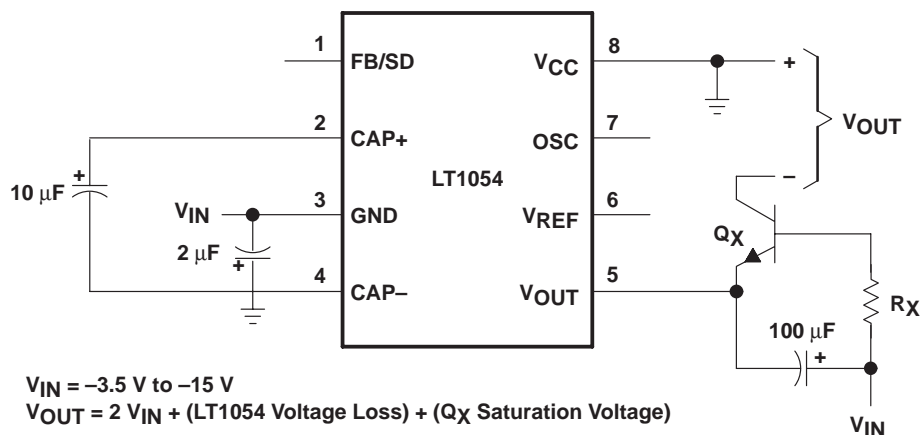 1
FB/SD
8
VCC
+
2
CAP+
7
OSC
VOUT
+
10 µF
LT1054
–
VIN
3
GND
6
VREF
QX
2 µF
+
4
CAP–
5
VOUT
RX
100 µF
+
VIN
VIN = –3.5 V to –15 V
VOUT = 2 VIN + (LT1054 Voltage Loss) + (QX Saturation Voltage)